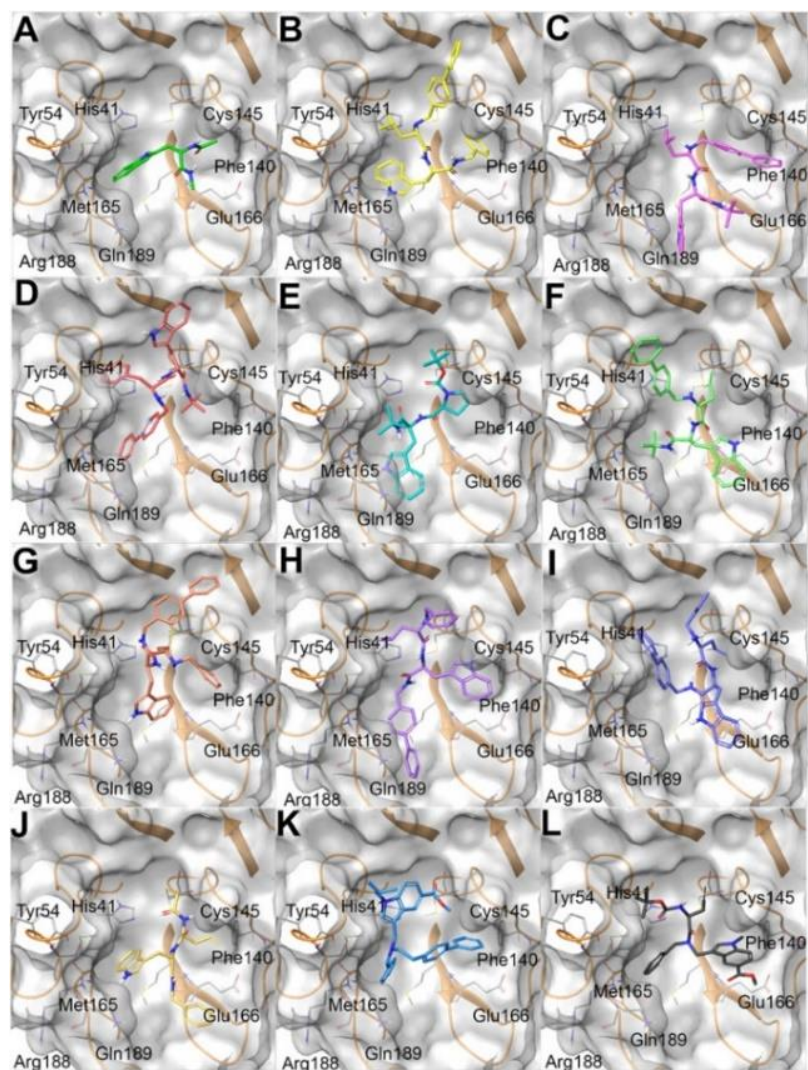 A B C
His41 Cys145 His41 Cys145 His41 Cys145
Tyr54 Tyr54 Tyr54
Phe140 Phe140 Phe140
Met165 Glu166 Met165 Glu166 Met165 Glu166
Gln189 Gln189 Gln189
Arg188 Arg188 Arg188
D E F
Tyr54 His41 Cys145 Tyr54 His41 Cys145 Tyr54 His41 Cys145
Phe140 Phe140 Phe140
Met165 Glu166 Met165 Glu166 Met165 Glu166
Gln189 Gln189 Gln189
Arg188 Arg188 Arg188
G H I
Tyr54 His41 Cys145 Tyr54 His41 Cys145 Tyr54 His41 Cys145
Phe140 Phe140 Phe140
Met165 Glu166 Met165 Glu166 Met165 Glu166
Gln189 Gln189 Gln189
Arg188 Arg188 Arg188
J K L
Tyr54 His41 Cys145 Tyr54 His41 Cys145 Tyr54 His41 Cys145
Phe140 Phe140 Phe140
Met165 Glu166 Met165 Glu166 Met165 Glu166
Gln189 Gln189 Gln189
Arg188 Arg188 Arg188